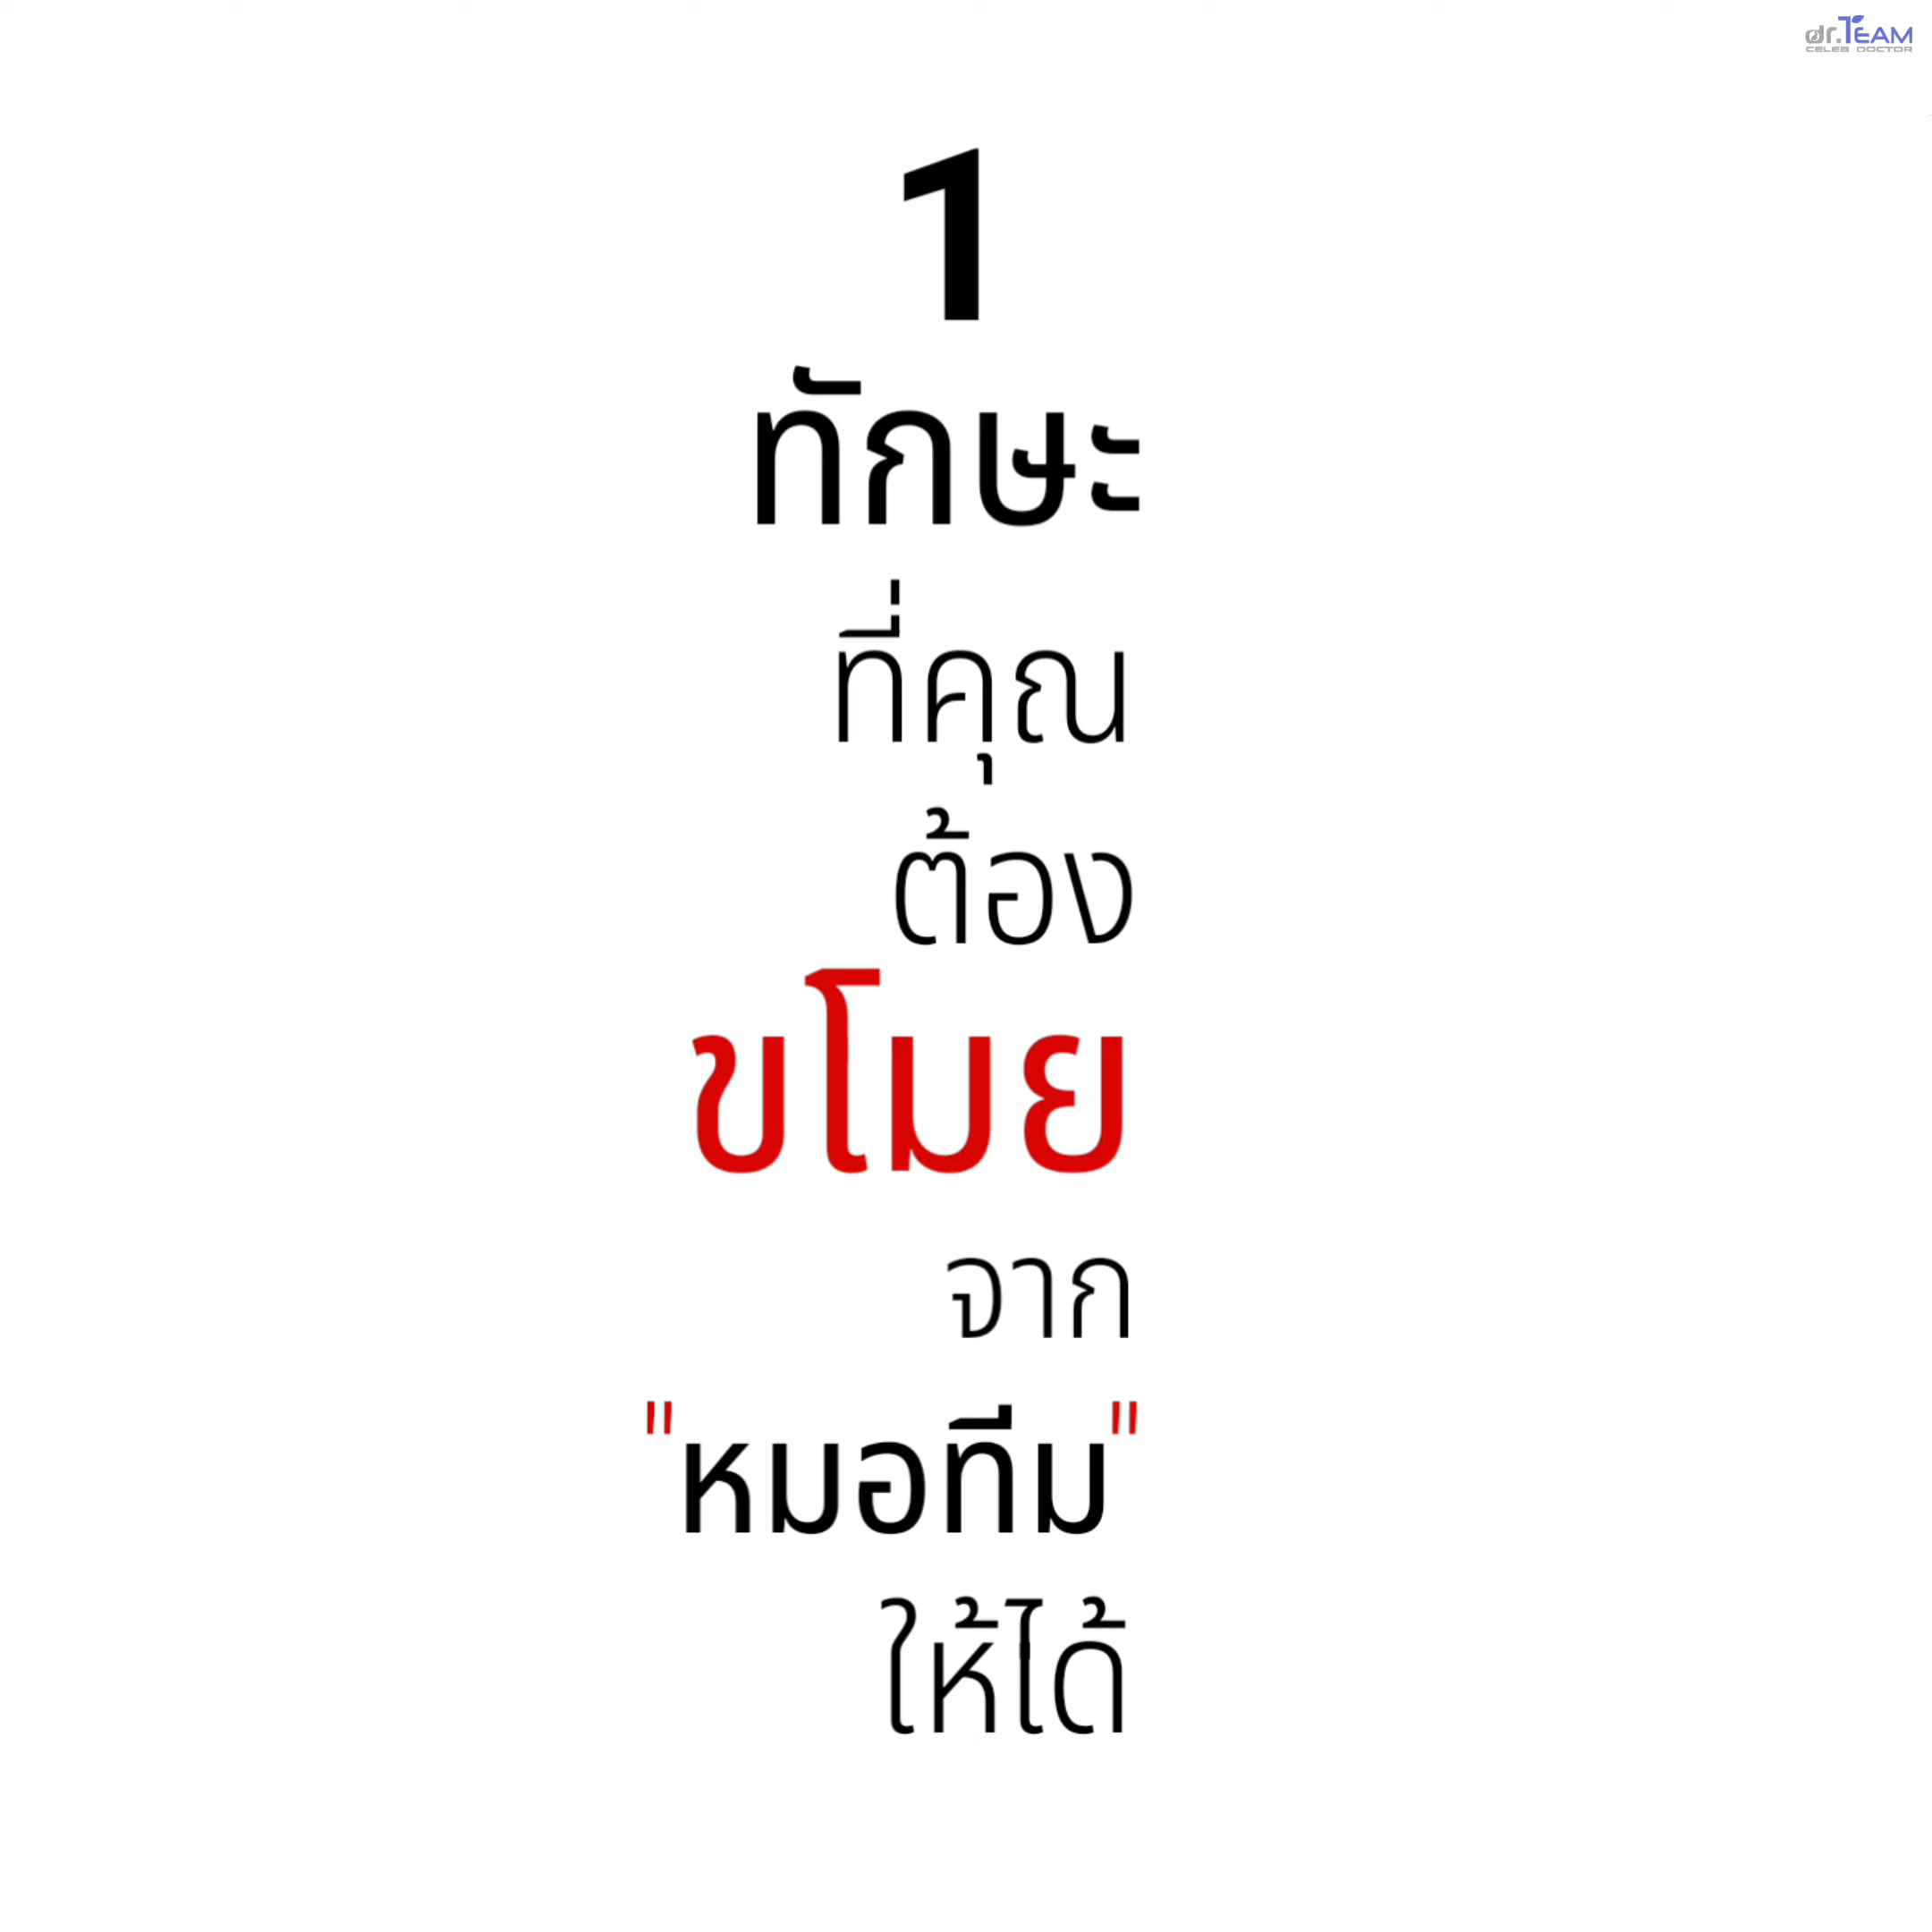 dr.TEAM
CELEB DOCTOR
1
ทักษะ
ที่คุณ
ต้อง
ขโมย
จาก
"หมอทีม"
ให้ได้